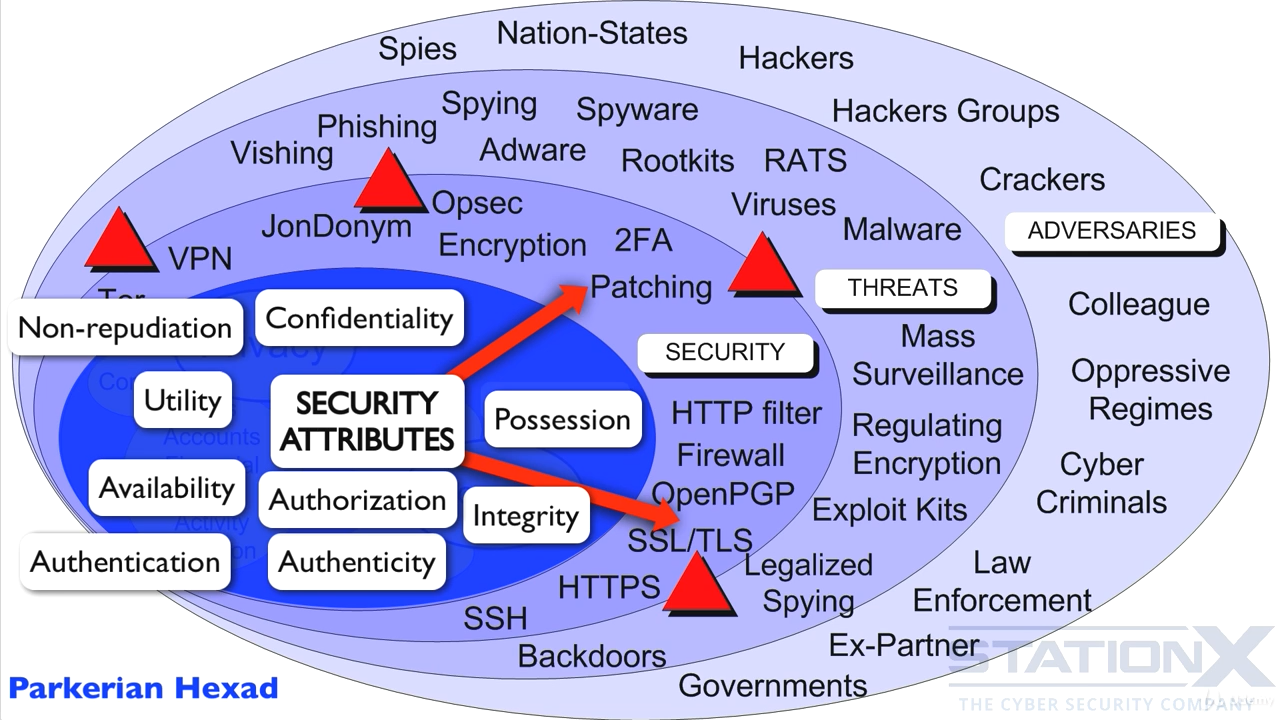 Spies
Nation-States
Hackers
Hackers Groups
Crackers
ADVERSARIES
Colleague
Oppressive
Regimes
Cyber
Criminals
Law
Enforcement
Ex-Partner
Governments
Spying
Spyware
Phishing
Vishing
Adware
Rootkits
RATS
Viruses
Malware
THREATS
Mass
Surveillance
Regulating
Encryption
Exploit Kits
Legalized
Spying
Backdoors
JonDonym
Opsec
VPN
Encryption
2FA
Tor
Patching
SECURITY
HTTP filter
Firewall
OpenPGP
SSL/TLS
HTTPS
SSH
Non-repudiation
Confidentiality
Utility
SECURITY
ATTRIBUTES
Possession
Accounts
Availability
Authorization
Integrity
Activity
Authentication
Authenticity
Parkerian Hexad
STATIONX
THE CYBER SECURITY COMPANY